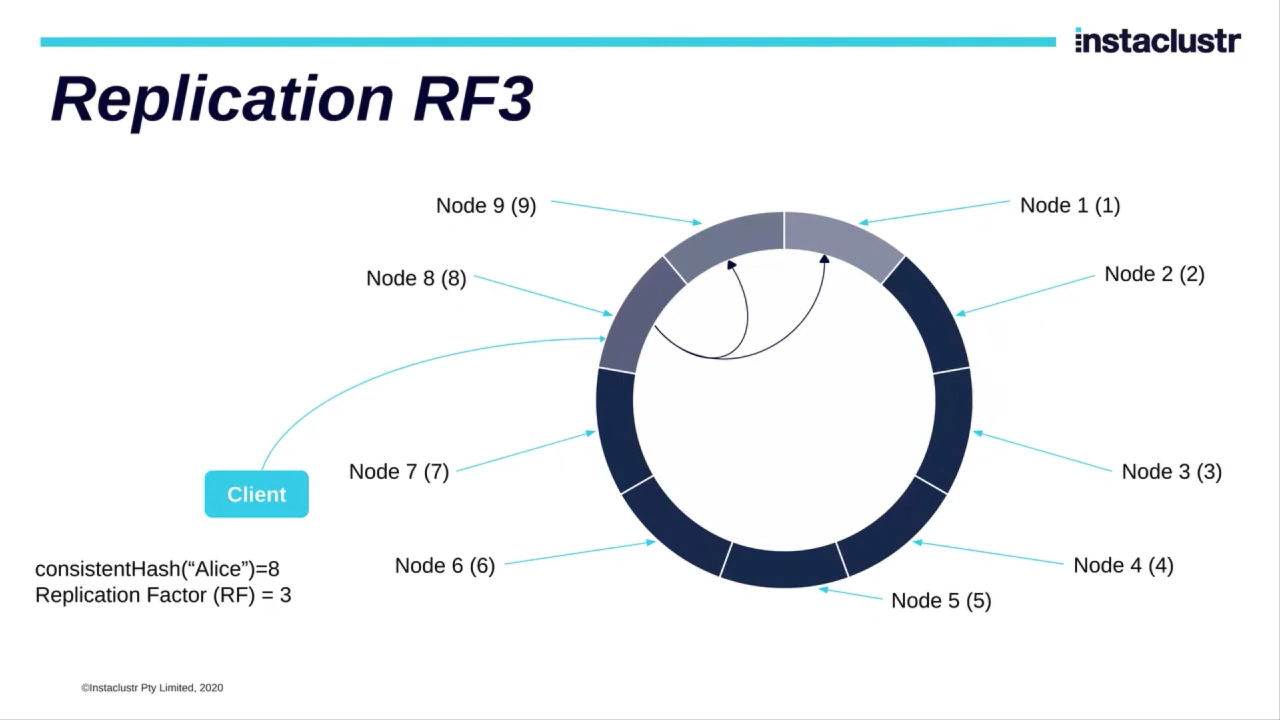 instaclustr
Replication RF3
Node 9 (9)
Node 1 (1)
Node 8 (8)
Node 2 (2)
Node 7 (7)
Node 3 (3)
Client
Node 6 (6)
Node 4 (4)
consistentHash(“Alice”)=8
Replication Factor (RF) = 3
Node 5 (5)
©Instaclustr Pty Limited, 2020